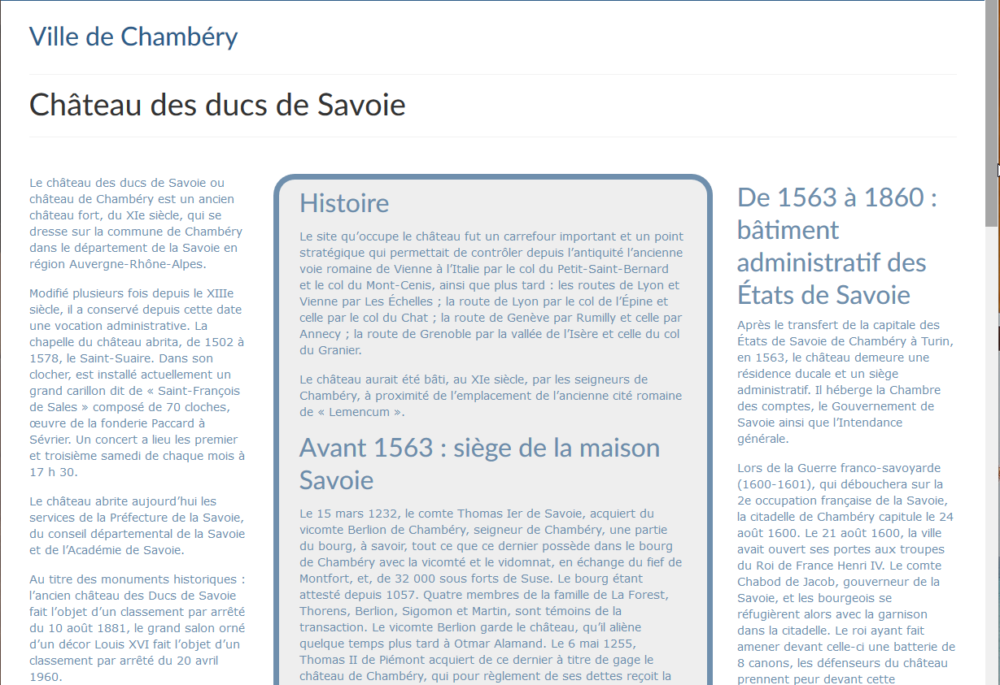 Ville de Chambéry
Château des ducs de Savoie
Le château des ducs de Savoie ou
château de Chambéry est un ancien
château fort, du XIe siècle, qui se
dresse sur la commune de Chambéry
dans le département de la Savoie en
région Auvergne-Rhône-Alpes.
Modifié plusieurs fois depuis le XIIIe
siècle, il a conservé depuis cette date
une vocation administrative. La
chapelle du château abrita, de 1502 à
1578, le Saint-Suaire. Dans son
clocher, est installé actuellement un
grand carillon dit de « Saint-François
de Sales » composé de 70 cloches,
œuvre de la fonderie Paccard à
Sévrier. Un concert a lieu les premier
et troisième samedi de chaque mois à
17 h 30.
Le château abrite aujourd’hui les
services de la Préfecture de la Savoie,
du conseil départemental de la Savoie
et de l’Académie de Savoie.
Au titre des monuments historiques :
l’ancien château des Ducs de Savoie
fait l’objet d’un classement par arrêté
du 10 août 1881, le grand salon orné
d’un décor Louis XVI fait l’objet d’un
classement par arrêté du 20 avril
1960.
Histoire
Le site qu’occupe le château fut un carrefour important et un point
stratégique qui permettait de contrôler depuis l’antiquité l’ancienne
voie romaine de Vienne à l’Italie par le col du Petit-Saint-Bernard
et le col du Mont-Cenis, ainsi que plus tard : les routes de Lyon et
Vienne par Les Échelles ; la route de Lyon par le col de l’Épine et
celle par le col du Chat ; la route de Genève par Rumilly et celle par
Annecy ; la route de Grenoble par la vallée de l’Isère et celle du col
du Granier.
Le château aurait été bâti, au XIe siècle, par les seigneurs de
Chambéry, à proximité de l’emplacement de l’ancienne cité romaine
de « Lemencum ».
Avant 1563 : siège de la maison
Savoie
Le 15 mars 1232, le comte Thomas Ier de Savoie, acquiert du
vicomte Berlion de Chambéry, seigneur de Chambéry, une partie
du bourg, à savoir, tout ce que ce dernier possède dans le bourg
de Chambéry avec la vicomté et le vidomnat, en échange du fief de
Montfort, et, de 32 000 sous forts de Suse. Le bourg étant
attesté depuis 1057. Quatre membres de la famille de La Forest,
Thorens, Berlion, Sigomon et Martin, sont témoins de la
transaction. Le vicomte Berlion garde le château, qu’il aliène
quelque temps plus tard à Otmar Alamand. Le 6 mai 1255,
Thomas II de Piémont acquiert de ce dernier à titre de gage le
château de Chambéry, qui pour règlement de ses dettes reçoit la
De 1563 à 1860 :
bâtiment
administratif des
États de Savoie
Après le transfert de la capitale des
États de Savoie de Chambéry à Turin,
en 1563, le château demeure une
résidence ducale et un siège
administratif. Il héberge la Chambre
des comptes, le Gouvernement de
Savoie ainsi que l’Intendance
générale.
Lors de la Guerre franco-savoyarde
(1600-1601), qui débouchera sur la
2e occupation française de la Savoie,
la citadelle de Chambéry capitule le 24
août 1600. Le 21 août 1600, la ville
avait ouvert ses portes aux troupes
du Roi de France Henri IV. Le comte
Chabod de Jacob, gouverneur de la
Savoie, et les bourgeois se
réfugièrent alors avec la garnison
dans la citadelle. Le roi ayant fait
amener devant celle-ci une batterie de
8 canons, les défenseurs du château
prennent peur devant cette